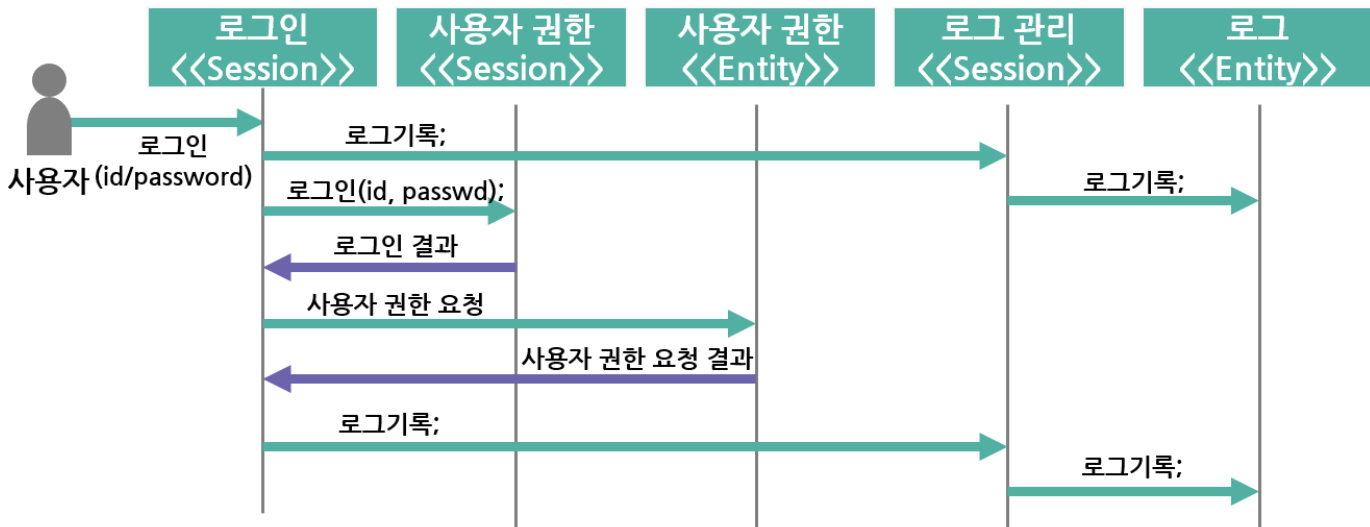 로그인
<<Session>>
사용자 권한
<<Session>>
사용자 권한
<<Entity>>
로그 관리
<<Session>>
로그
<<Entity>>
로그인
(id/password)
사용자
로그기록;
로그기록;
로그인(id, passwd);
로그인 결과
사용자 권한 요청
사용자 권한 요청 결과
로그기록;
로그기록;